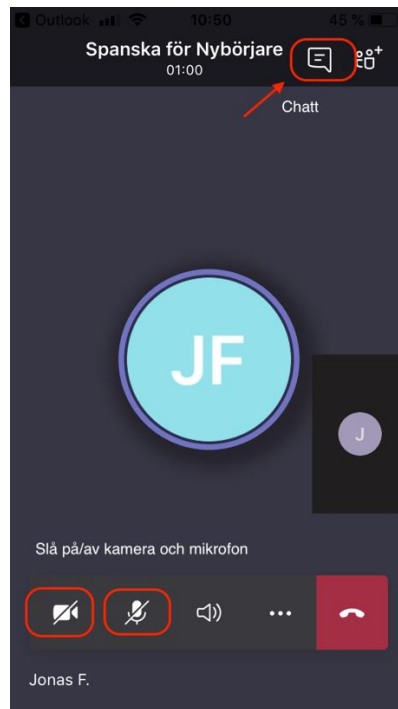 Outlook 10:50 45 %
Spanska för Nybörjare
01:00
Chatt
JF
J
Slå på/av kamera och mikrofon
Jonas F.